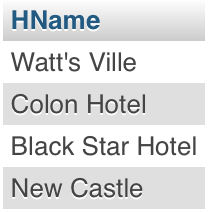 HName
Watt's Ville
Colon Hotel
Black Star Hotel
New Castle